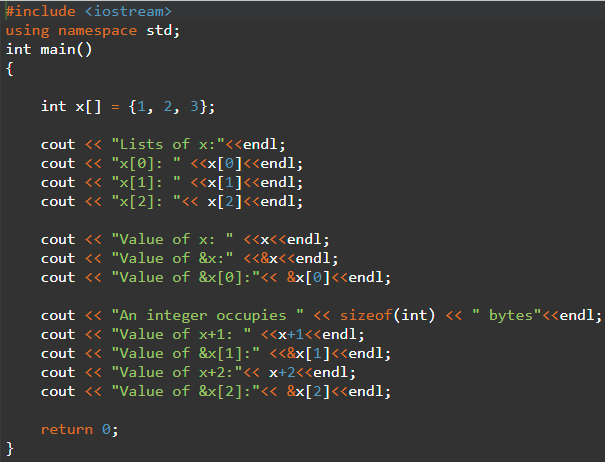 #include <iostream>
using namespace std;
int main()
{
int x[] = {1, 2, 3};
cout << "Lists of x:"<<endl;
cout << "x[0]: " <<x[0]<<endl;
cout << "x[1]: " <<x[1]<<endl;
cout << "x[2]: "<< x[2]<<endl;
cout << "Value of x: " <<x<<endl;
cout << "Value of &x:" <<&x<<endl;
cout << "Value of &x[0]:"<< &x[0]<<endl;
cout << "An integer occupies " << sizeof(int) << " bytes"<<endl;
cout << "Value of x+1: " <<x+1<<endl;
cout << "Value of &x[1]:" <<&x[1]<<endl;
cout << "Value of x+2:"<< x+2<<endl;
cout << "Value of &x[2]:"<< &x[2]<<endl;
return 0;
}